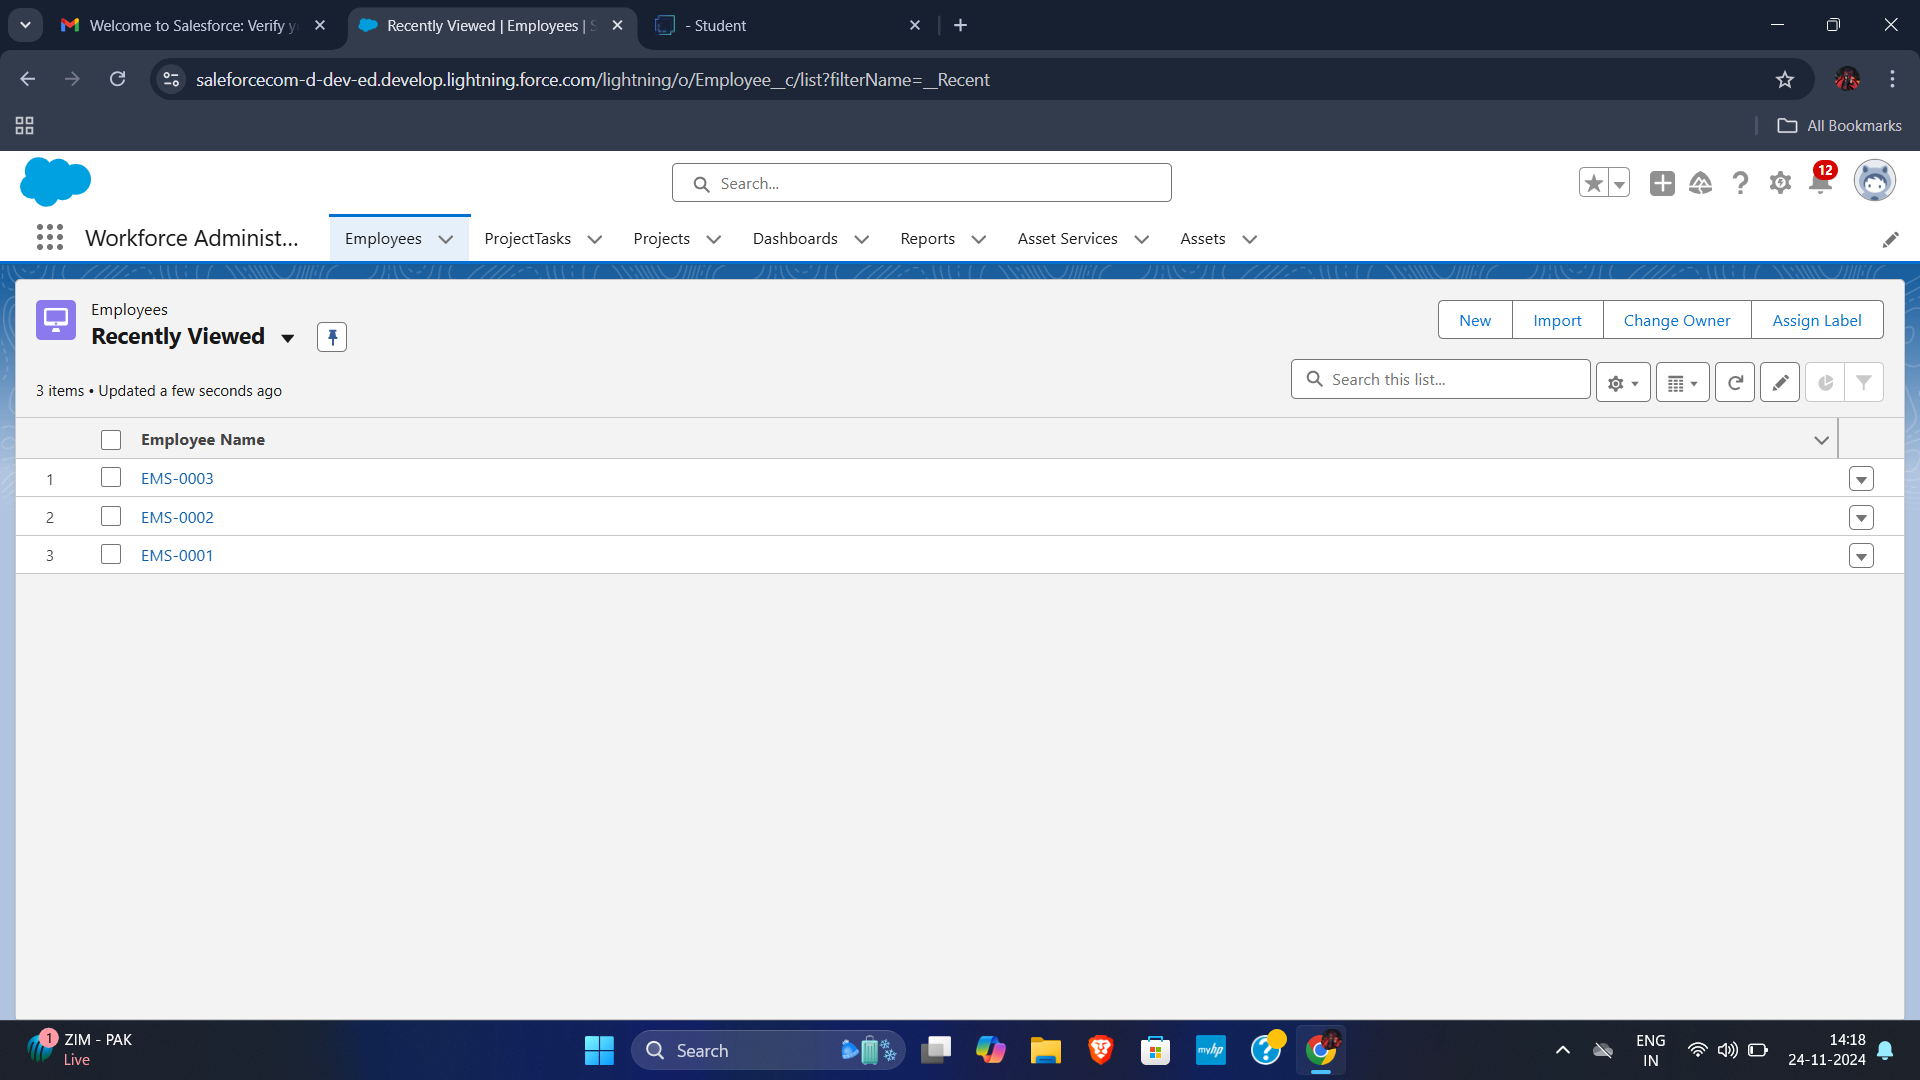 Welcome to Salesforce: Verify y
Recently Viewed | Employees | S
- Student
saleforcecom-d-dev-ed.develop.lightning.force.com/lightning/o/Employee__c/list?filterName=__Recent
All Bookmarks
Search...
12
Workforce Administ...
Employees
ProjectTasks
Projects
Dashboards
Reports
Asset Services
Assets
Employees
Recently Viewed
New
Import
Change Owner
Assign Label
3 items • Updated a few seconds ago
Search this list...
Employee Name
1 EMS-0003
2 EMS-0002
3 EMS-0001
1
ZIM - PAK
Live
Search
myhp
ENG
IN
14:18
24-11-2024